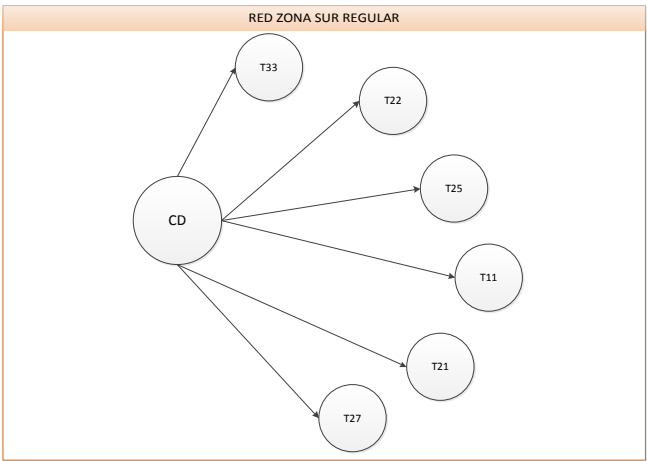 RED ZONA SUR REGULAR
T33
T22
T25
CD
T11
T21
T27